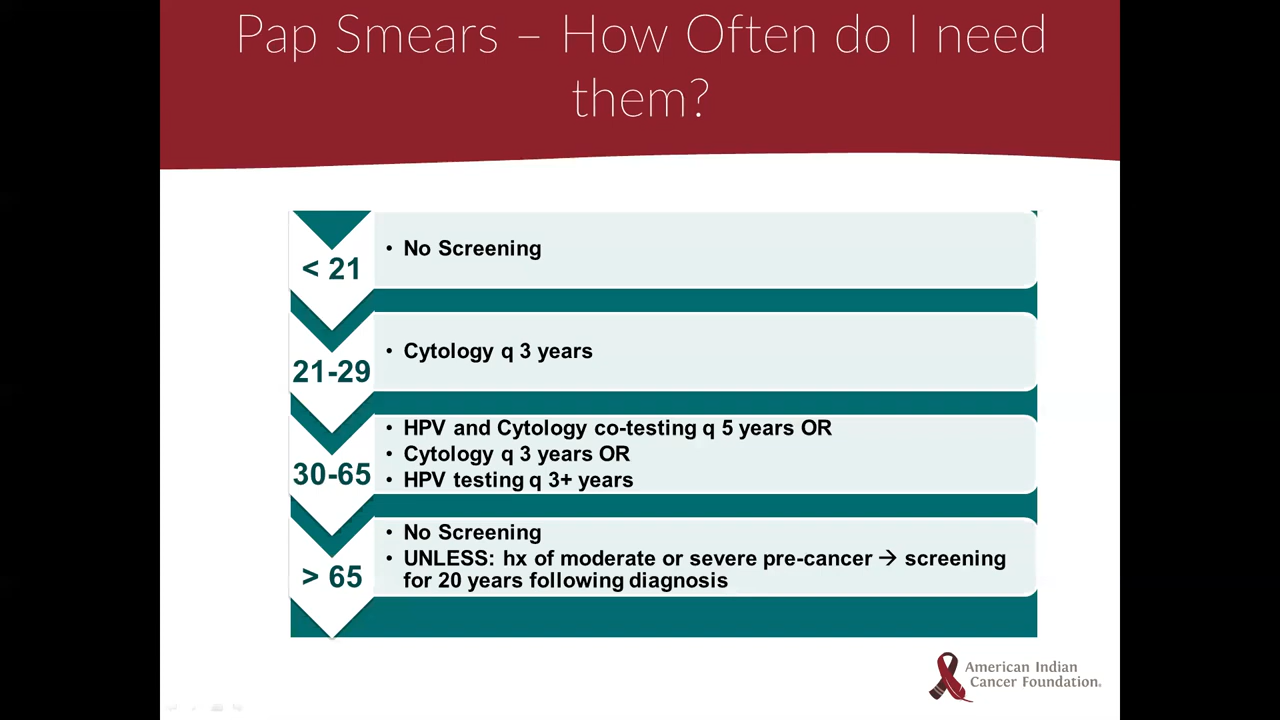 Pap Smears – How Often do I need
them?
< 21
• No Screening
21-29
• Cytology q 3 years
30-65
• HPV and Cytology co-testing q 5 years OR
• Cytology q 3 years OR
• HPV testing q 3+ years
> 65
• No Screening
• UNLESS: hx of moderate or severe pre-cancer → screening
for 20 years following diagnosis
American Indian
Cancer Foundation®